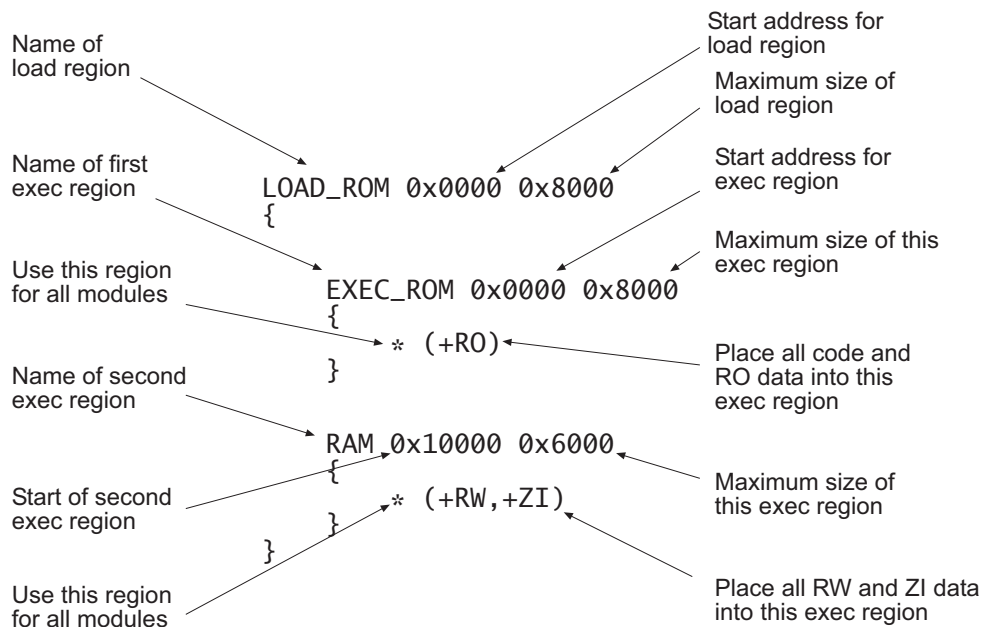 Name of
load region
Start address for
load region
Maximum size of
load region
Name of first
exec region
Start address for
exec region
LOAD_ROM 0x0000 0x8000
{
Maximum size of this
exec region
Use this region
for all modules
EXEC_ROM 0x0000 0x8000
{
* (+RO)
}
Place all code and
RO data into this
exec region
Name of second
exec region
RAM 0x10000 0x6000
{
Maximum size of
this exec region
Start of second
exec region
* (+RW,+ZI)
}
}
Use this region
for all modules
Place all RW and ZI data
into this exec region